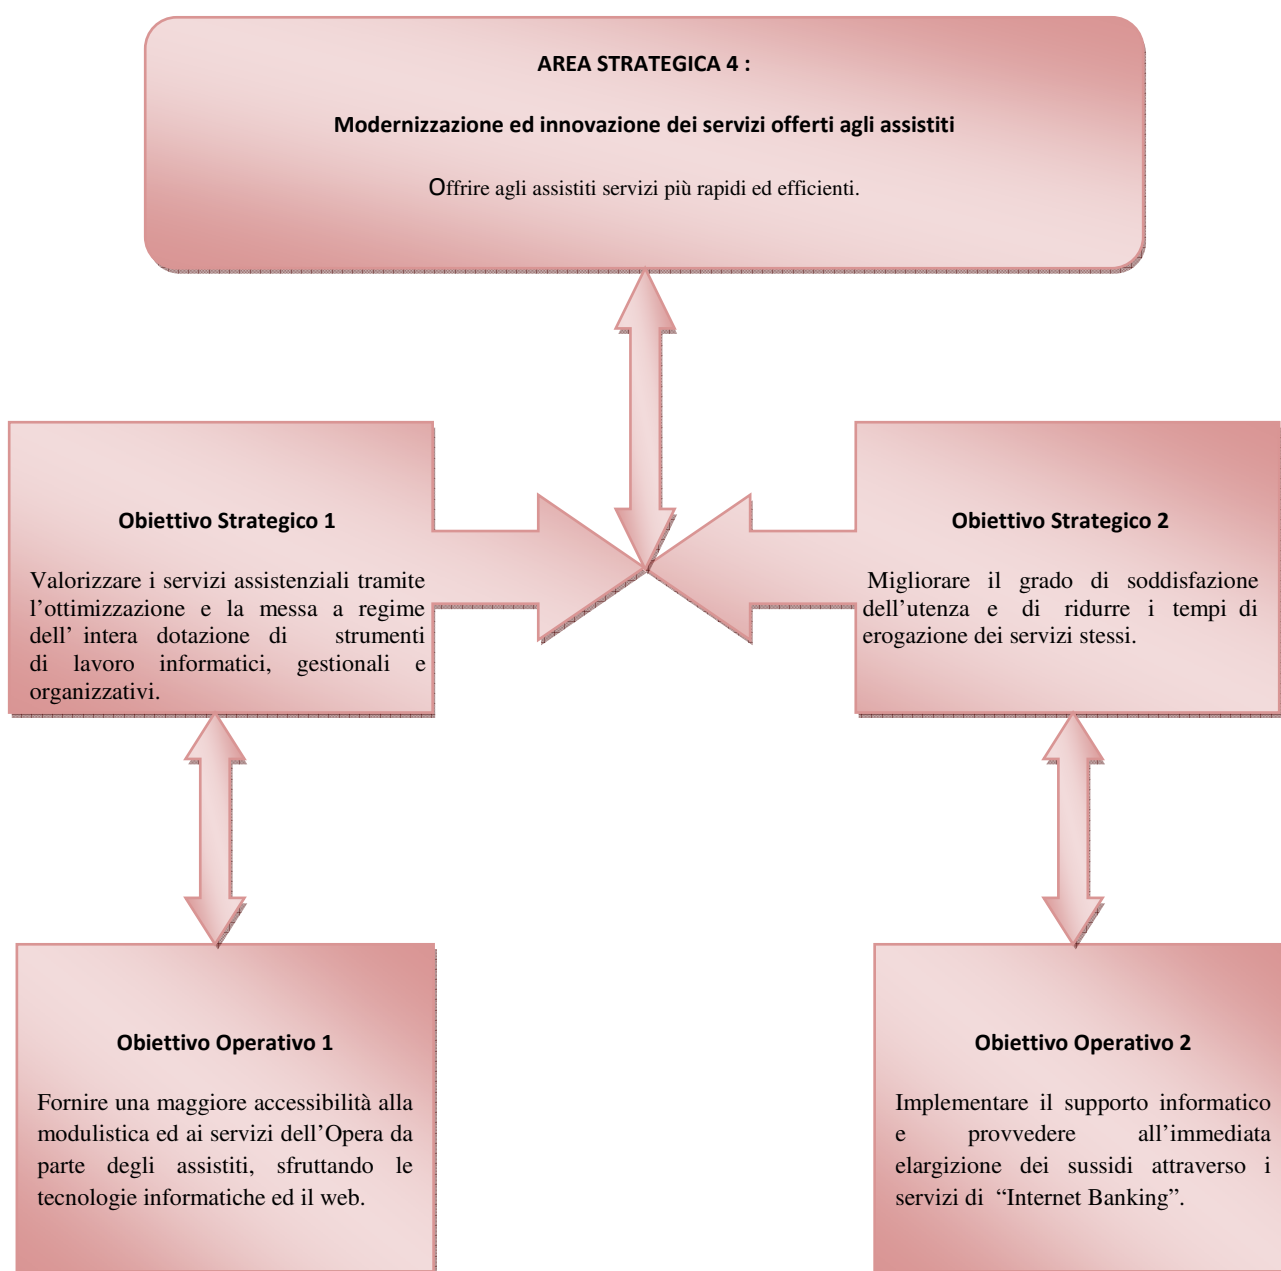 AREA STRATEGICA 4 :
Modernizzazione ed innovazione dei servizi offerti agli assistiti
Offrire agli assistiti servizi più rapidi ed efficienti.
Obiettivo Strategico 1
Valorizzare i servizi assistenziali tramite
l’ottimizzazione e la messa a regime
dell’ intera dotazione di strumenti
di lavoro informatici, gestionali e
organizzativi.
Obiettivo Strategico 2
Migliorare il grado di soddisfazione
dell’utenza e di ridurre i tempi di
erogazione dei servizi stessi.
Obiettivo Operativo 1
Fornire una maggiore accessibilità alla
modulistica ed ai servizi dell’Opera da
parte degli assistiti, sfruttando le
tecnologie informatiche ed il web.
Obiettivo Operativo 2
Implementare il supporto informatico
e provvedere all’immediata
elargizione dei sussidi attraverso i
servizi di “Internet Banking”.